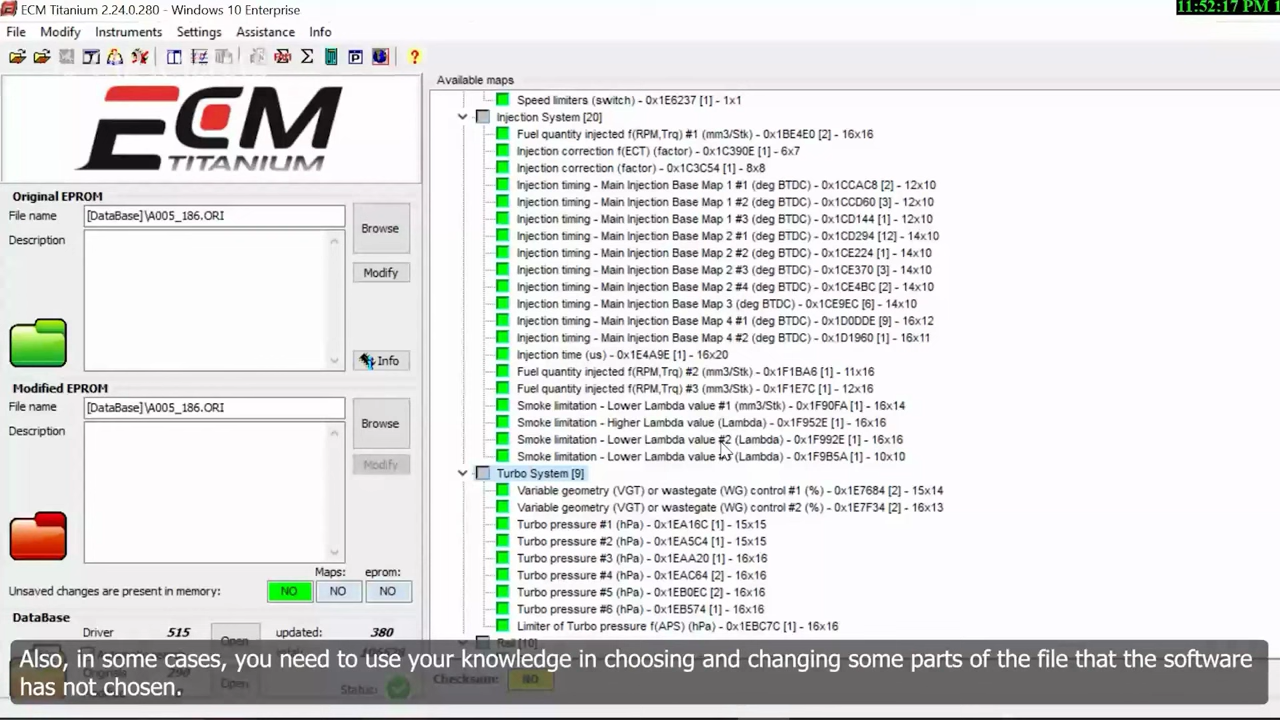 ECM Titanium 2.24.0.280 - Windows 10 Enterprise
11:52:17 PM 1
File Modify Instruments Settings Assistance Info
Available maps
ECM
TITANIUM
Original EPROM
File name [DataBase]\A005_186.ORI Browse
Description
Modify
Info
Modified EPROM
File name [DataBase]\A005_186.ORI Browse
Description
Modify
Maps: eprom:
Unsaved changes are present in memory: NO NO NO
DataBase
Driver 515 Open updated: 380
Open Status:
Speed limiters (switch) - 0x1E6237 [1] - 1x1
Injection System [20]
Fuel quantity injected f(RPM,Trq) #1 (mm3/Stk) - 0x1BE4E0 [2] - 16x16
Injection correction f(ECT) (factor) - 0x1C390E [1] - 6x7
Injection correction (factor) - 0x1C3C54 [1] - 8x8
Injection timing - Main Injection Base Map 1 #1 (deg BTDC) - 0x1CCAC8 [2] - 12x10
Injection timing - Main Injection Base Map 1 #2 (deg BTDC) - 0x1CCD60 [3] - 12x10
Injection timing - Main Injection Base Map 1 #3 (deg BTDC) - 0x1CD144 [1] - 12x10
Injection timing - Main Injection Base Map 2 #1 (deg BTDC) - 0x1CD294 [12] - 14x10
Injection timing - Main Injection Base Map 2 #2 (deg BTDC) - 0x1CE224 [1] - 14x10
Injection timing - Main Injection Base Map 2 #3 (deg BTDC) - 0x1CE370 [3] - 14x10
Injection timing - Main Injection Base Map 2 #4 (deg BTDC) - 0x1CE4BC [2] - 14x10
Injection timing - Main Injection Base Map 3 (deg BTDC) - 0x1CE9EC [6] - 14x10
Injection timing - Main Injection Base Map 4 #1 (deg BTDC) - 0x1D0DDE [9] - 16x12
Injection timing - Main Injection Base Map 4 #2 (deg BTDC) - 0x1D1960 [1] - 16x11
Injection time (us) - 0x1E4A9E [1] - 16x20
Fuel quantity injected f(RPM,Trq) #2 (mm3/Stk) - 0x1F1BA6 [1] - 11x16
Fuel quantity injected f(RPM,Trq) #3 (mm3/Stk) - 0x1F1E7C [1] - 12x16
Smoke limitation - Lower Lambda value #1 (mm3/Stk) - 0x1F90FA [1] - 16x14
Smoke limitation - Higher Lambda value (Lambda) - 0x1F952E [1] - 16x16
Smoke limitation - Lower Lambda value #2 (Lambda) - 0x1F992E [1] - 16x16
Smoke limitation - Lower Lambda value (Lambda) - 0x1F9B5A [1] - 10x10
Turbo System [9]
Variable geometry (VGT) or wastegate (WG) control #1 (%) - 0x1E7684 [2] - 15x14
Variable geometry (VGT) or wastegate (WG) control #2 (%) - 0x1E7F34 [2] - 16x13
Turbo pressure #1 (hPa) - 0x1EA16C [1] - 15x15
Turbo pressure #2 (hPa) - 0x1EA5C4 [1] - 15x15
Turbo pressure #3 (hPa) - 0x1EAA20 [1] - 16x16
Turbo pressure #4 (hPa) - 0x1EAC64 [2] - 16x16
Turbo pressure #5 (hPa) - 0x1EB0EC [2] - 16x16
Turbo pressure #6 (hPa) - 0x1EB574 [1] - 16x16
Limiter of Turbo pressure f(APS) (hPa) - 0x1EBC7C [1] - 16x16
Rail [10]
Checksum: NO
Also, in some cases, you need to use your knowledge in choosing and changing some parts of the file that the software
has not chosen.